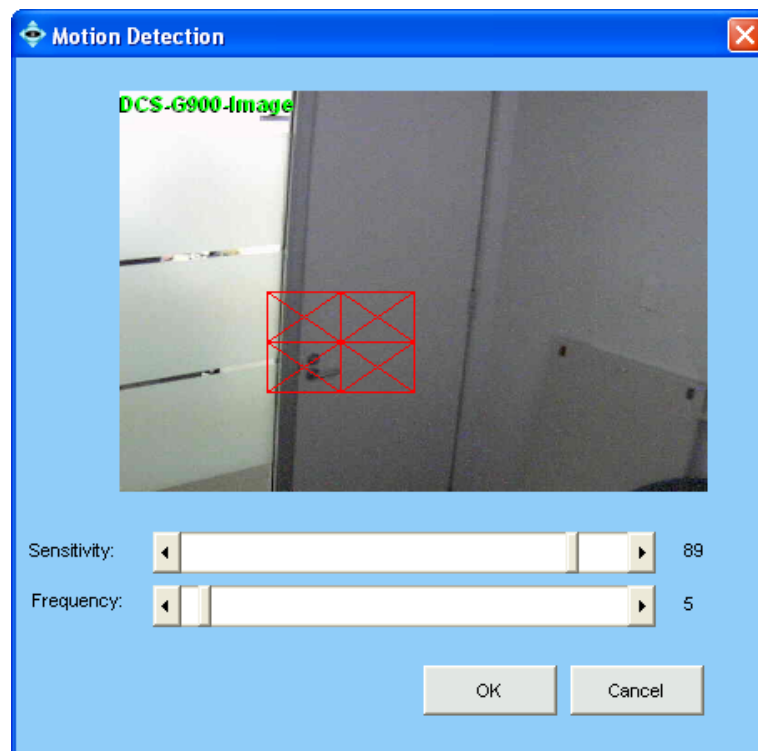 Motion Detection
DCS-G900-Image
Sensitivity: 89
Frequency: 5
OK Cancel